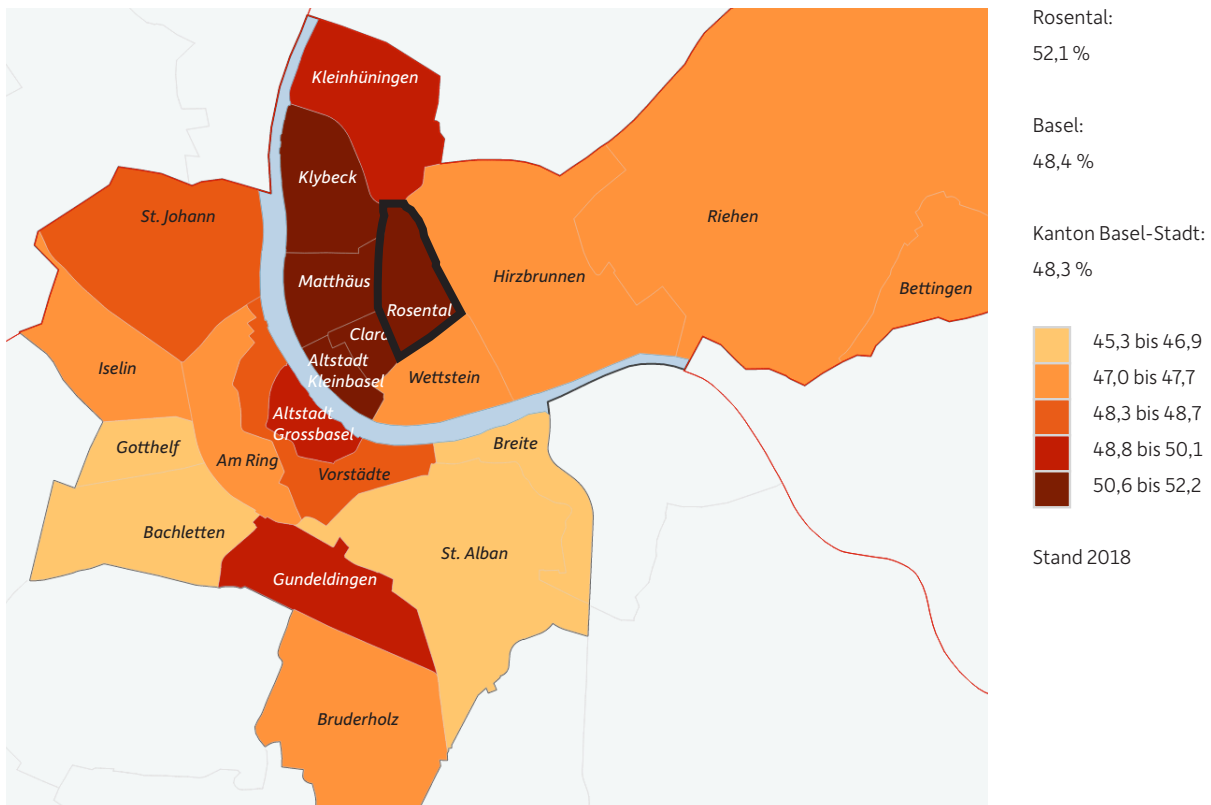 Rosental:
52,1 %
Basel:
48,4 %
Kanton Basel-Stadt:
48,3 %
45,3 bis 46,9
47,0 bis 47,7
48,3 bis 48,7
48,8 bis 50,1
50,6 bis 52,2
Stand 2018
Kleinhüningen
Klybeck
St. Johann
Riehen
Hirzbrunnen
Matthäus
Bettingen
Rosental
Clara
Altstadt
Kleinbasel
Iselin
Wettstein
Altstadt
Grossbasel
Breite
Gotthelf
Am Ring
Vorstädte
Bachletten
St. Alban
Gundeldingen
Bruderholz